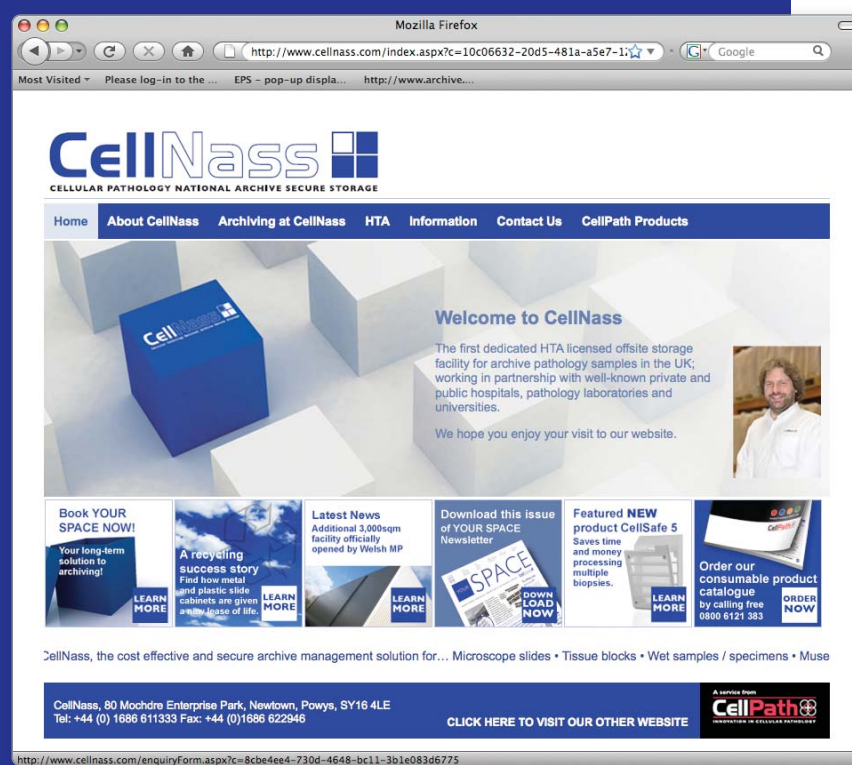 Mozilla Firefox
http://www.cellnass.com/index.aspx?c=10c06632-20d5-481a-a5e7-12
Google
Most Visited
Please log-in to the ...
EPS - pop-up displa...
http://www.archive....
CellNass
CELLULAR PATHOLOGY NATIONAL ARCHIVE SECURE STORAGE
Home
About CellNass
Archiving at CellNass
HTA
Information
Contact Us
CellPath Products
CellNass
Welcome to CellNass
The first dedicated HTA licensed offsite storage
facility for archive pathology samples in the UK;
working in partnership with well-known private and
public hospitals, pathology laboratories and
universities.
We hope you enjoy your visit to our website.
Book YOUR
SPACE NOW!
Your long-term
solution to
archiving!
LEARN
MORE
A recycling
success story
Find how metal
and plastic slide
cabinets are given
a new lease of life.
LEARN
MORE
Latest News
Additional 3,000sqm
facility officially
opened by Welsh MP
LEARN
MORE
Download this issue
of YOUR SPACE
Newsletter
SPACE
DOWN
LOAD
NOW
Featured NEW
product CellSafe 5
Saves time
and money
processing
multiple
biopsies.
LEARN
MORE
CellPath
Order our
consumable product
catalogue
by calling free
0800 6121 383
ORDER
NOW
CellNass, the cost effective and secure archive management solution for... Microscope slides • Tissue blocks • Wet samples / specimens • Muse
CellNass, 80 Mochdre Enterprise Park, Newtown, Powys, SY16 4LE
Tel: +44 (0) 1686 611333 Fax: +44 (0)1686 622946
CLICK HERE TO VISIT OUR OTHER WEBSITE
A service from
CellPath
INNOVATION IN CELLULAR PATHOLOGY
http://www.cellnass.com/enquiryForm.aspx?c=8cbe4ee4-730d-4648-bc11-3b1e083d6775